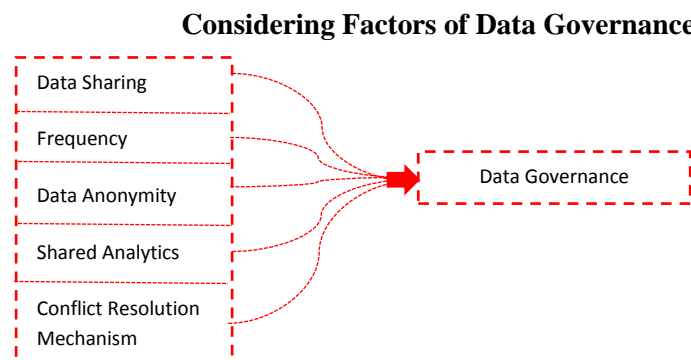 Considering Factors of Data Governance
Data Sharing
Frequency
Data Anonymity
Shared Analytics
Conflict Resolution
Mechanism
Data Governance